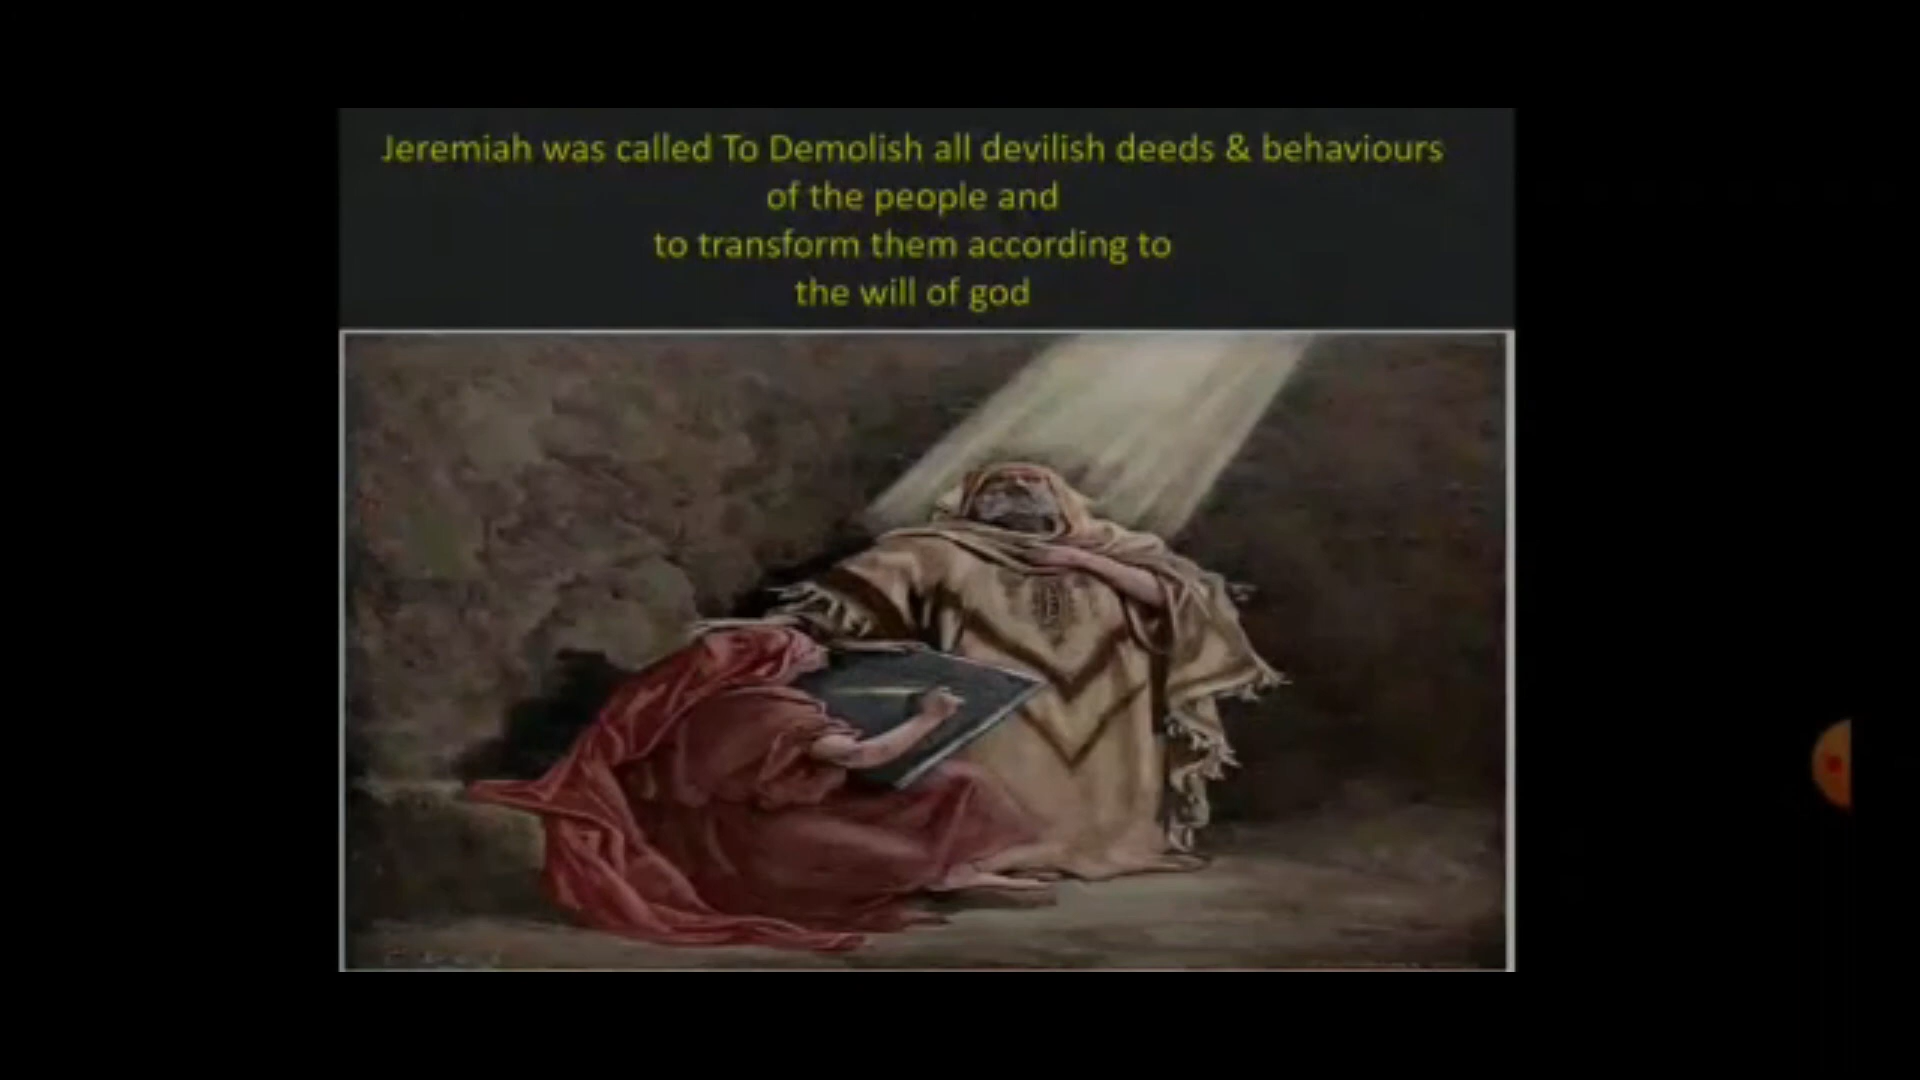 Jeremiah was called To Demolish all devilish deeds & behaviours
of the people and
to transform them according to
the will of god